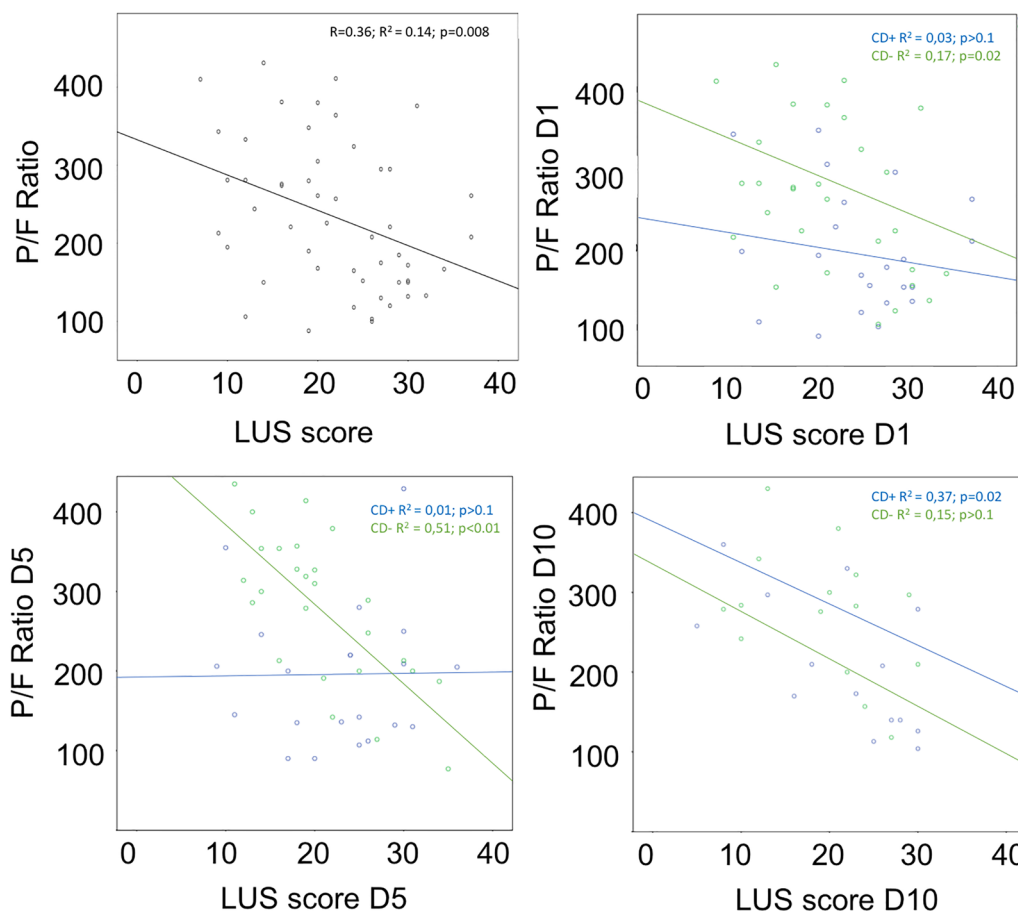 R=0.36; R² = 0.14; p=0.008
400
300
200
100
P/F Ratio
0 10 20 30 40
LUS score
CD+ R² = 0,03; p>0.1
CD- R² = 0,17; p=0.02
400
300
200
100
P/F Ratio D1
0 10 20 30 40
LUS score D1
CD+ R² = 0,01; p>0.1
CD- R² = 0,51; p<0.01
400
300
200
100
P/F Ratio D5
0 10 20 30 40
LUS score D5
CD+ R² = 0,37; p=0.02
CD- R² = 0,15; p>0.1
400
300
200
100
P/F Ratio D10
0 10 20 30 40
LUS score D10